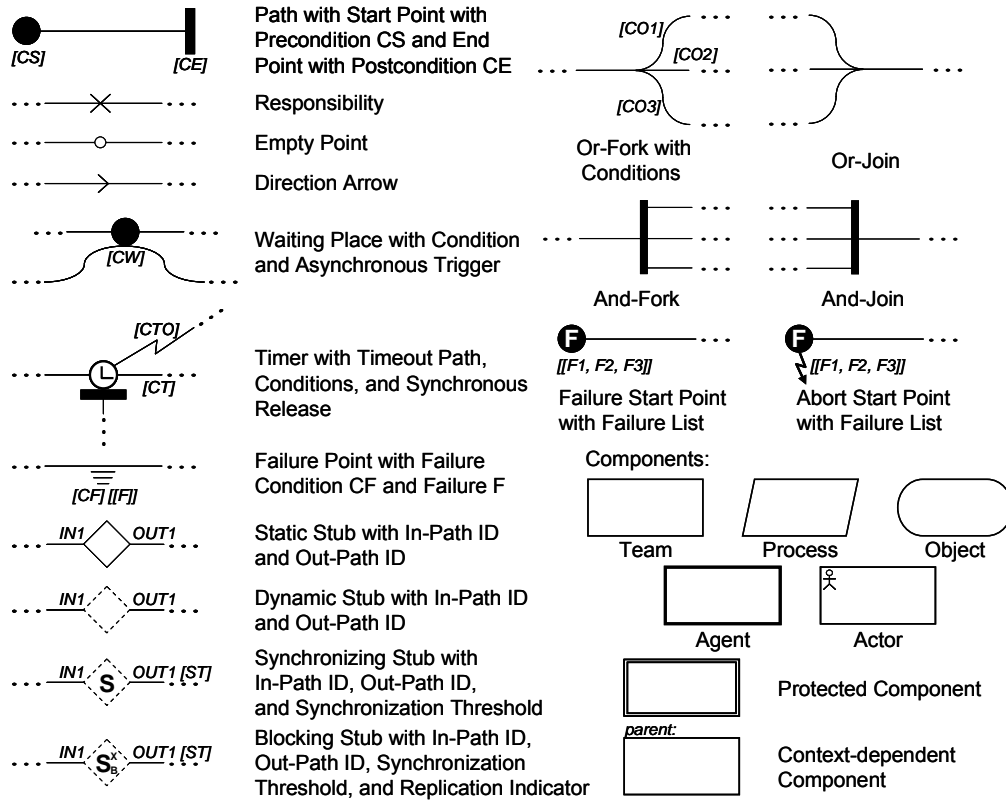 [CS]
[CE]
Path with Start Point with
Precondition CS and End
Point with Postcondition CE
Responsibility
Empty Point
Direction Arrow
[CW]
Waiting Place with Condition
and Asynchronous Trigger
[CTO]
[CT]
Timer with Timeout Path,
Conditions, and Synchronous
Release
[CF] [[F]]
Failure Point with Failure
Condition CF and Failure F
IN1 OUT1
Static Stub with In-Path ID
and Out-Path ID
IN1 OUT1
Dynamic Stub with In-Path ID
and Out-Path ID
IN1 S OUT1 [ST]
Synchronizing Stub with
In-Path ID, Out-Path ID,
and Synchronization Threshold
IN1 S X B OUT1 [ST]
Blocking Stub with In-Path ID,
Out-Path ID, Synchronization
Threshold, and Replication Indicator
[CO1]
[CO2]
[CO3]
Or-Fork with
Conditions
Or-Join
And-Fork
And-Join
F
[[F1, F2, F3]]
Failure Start Point
with Failure List
F
[[F1, F2, F3]]
Abort Start Point
with Failure List
Components:
Team
Process
Object
Agent
Actor
Protected Component
parent:
Context-dependent
Component